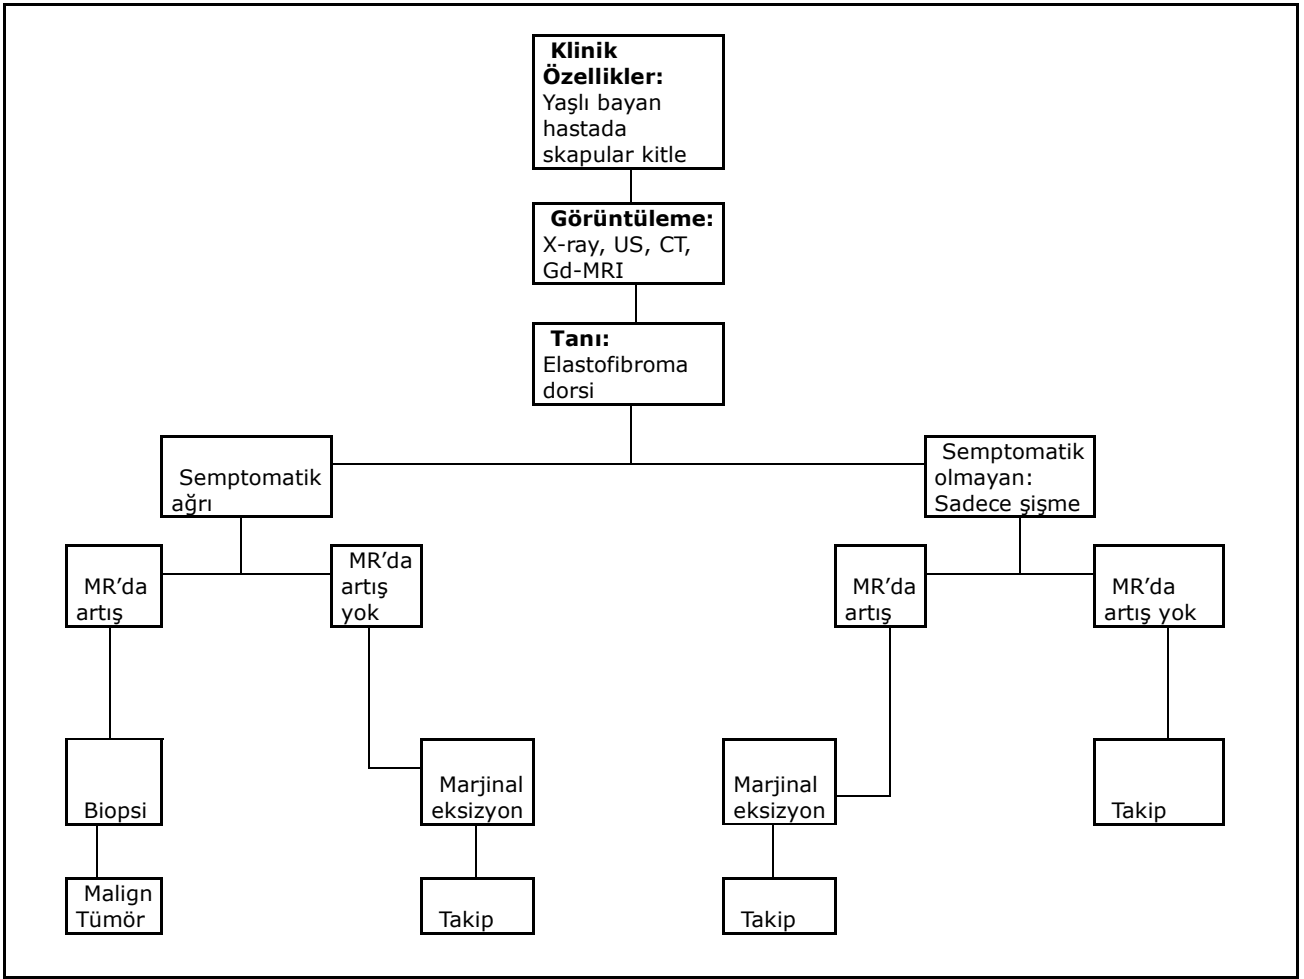 Klinik
Özellikler:
Yaşlı bayan
hastada
skapular kitle
Görüntüleme:
X-ray, US, CT,
Gd-MRI
Tanı:
Elastofibroma
dorsi
Semptomatik
ağrı
Semptomatik
olmayan:
Sadece şişme
MR’da
artış
MR’da
artış
yok
MR’da
artış
MR’da
artış yok
Biopsi
Marjinal
eksizyon
Marjinal
eksizyon
Takip
Malign
Tümör
Takip
Takip